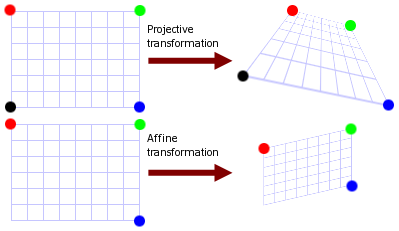 Projective
transformation
Affine
transformation